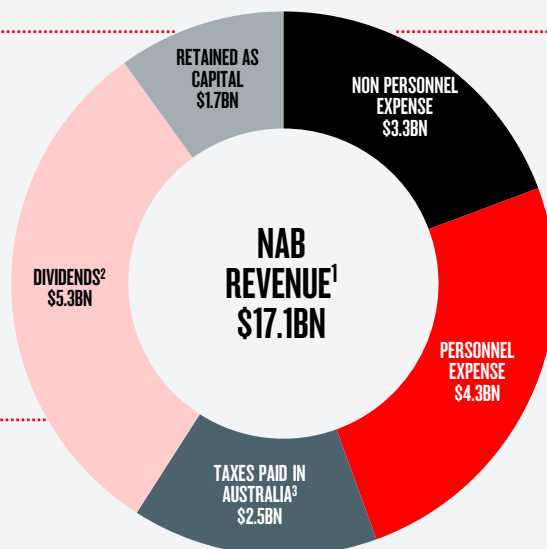 RETAINED AS
CAPITAL
$1.7BN
NON PERSONNEL
EXPENSE
$3.3BN
NAB
REVENUE¹
$17.1BN
DIVIDENDS²
$5.3BN
PERSONNEL
EXPENSE
$4.3BN
TAXES PAID IN
AUSTRALIA³
$2.5BN